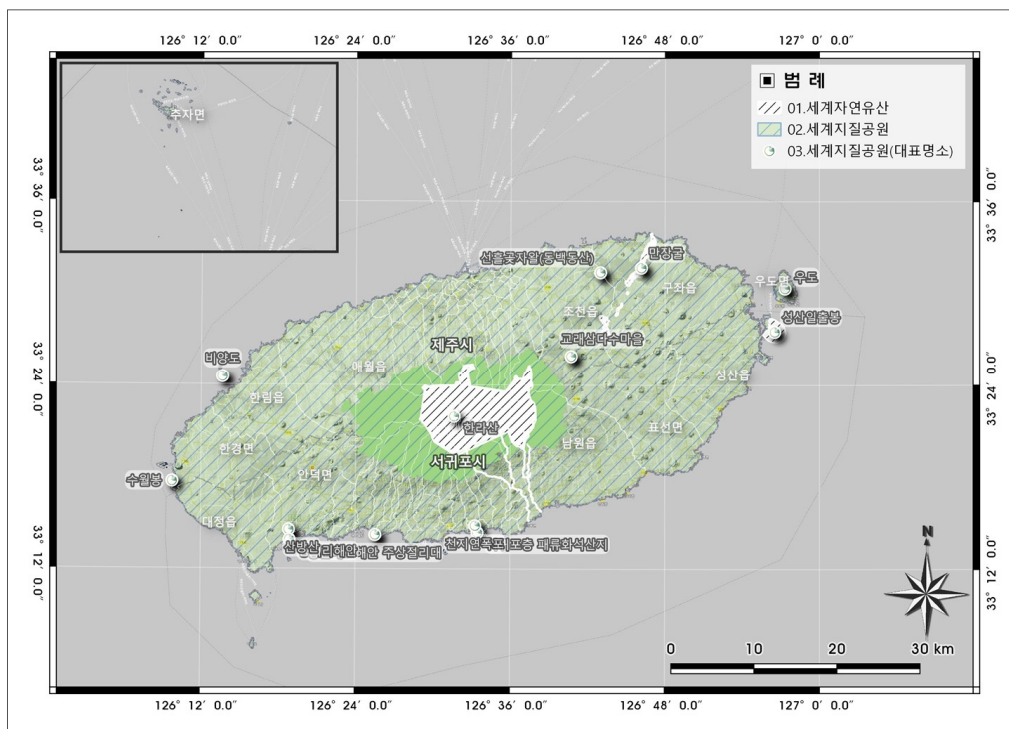 126° 12′ 0.0″
126° 24′ 0.0″
126° 36′ 0.0″
126° 48′ 0.0″
127° 0′ 0.0″
범 례
01.세계자연유산
02.세계지질공원
03.세계지질공원(대표명소)
추자면
33° 36′ 0.0″
33° 36′ 0.0″
선흘곶자왈(동백동산)
만장굴
구좌읍
우도면
우도
조천읍
성산일출봉
고래삼다수마을
제주시
33° 24′ 0.0″
33° 24′ 0.0″
비양도
애월읍
성산읍
한림읍
한라산
표선면
한경면
남원읍
서귀포시
수월봉
안덕면
대정읍
산방산
해안 주상절리대
천지연폭포
포층 패류화석산지
33° 12′ 0.0″
33° 12′ 0.0″
N
0 10 20 30 km
126° 12′ 0.0″
126° 24′ 0.0″
126° 36′ 0.0″
126° 48′ 0.0″
127° 0′ 0.0″